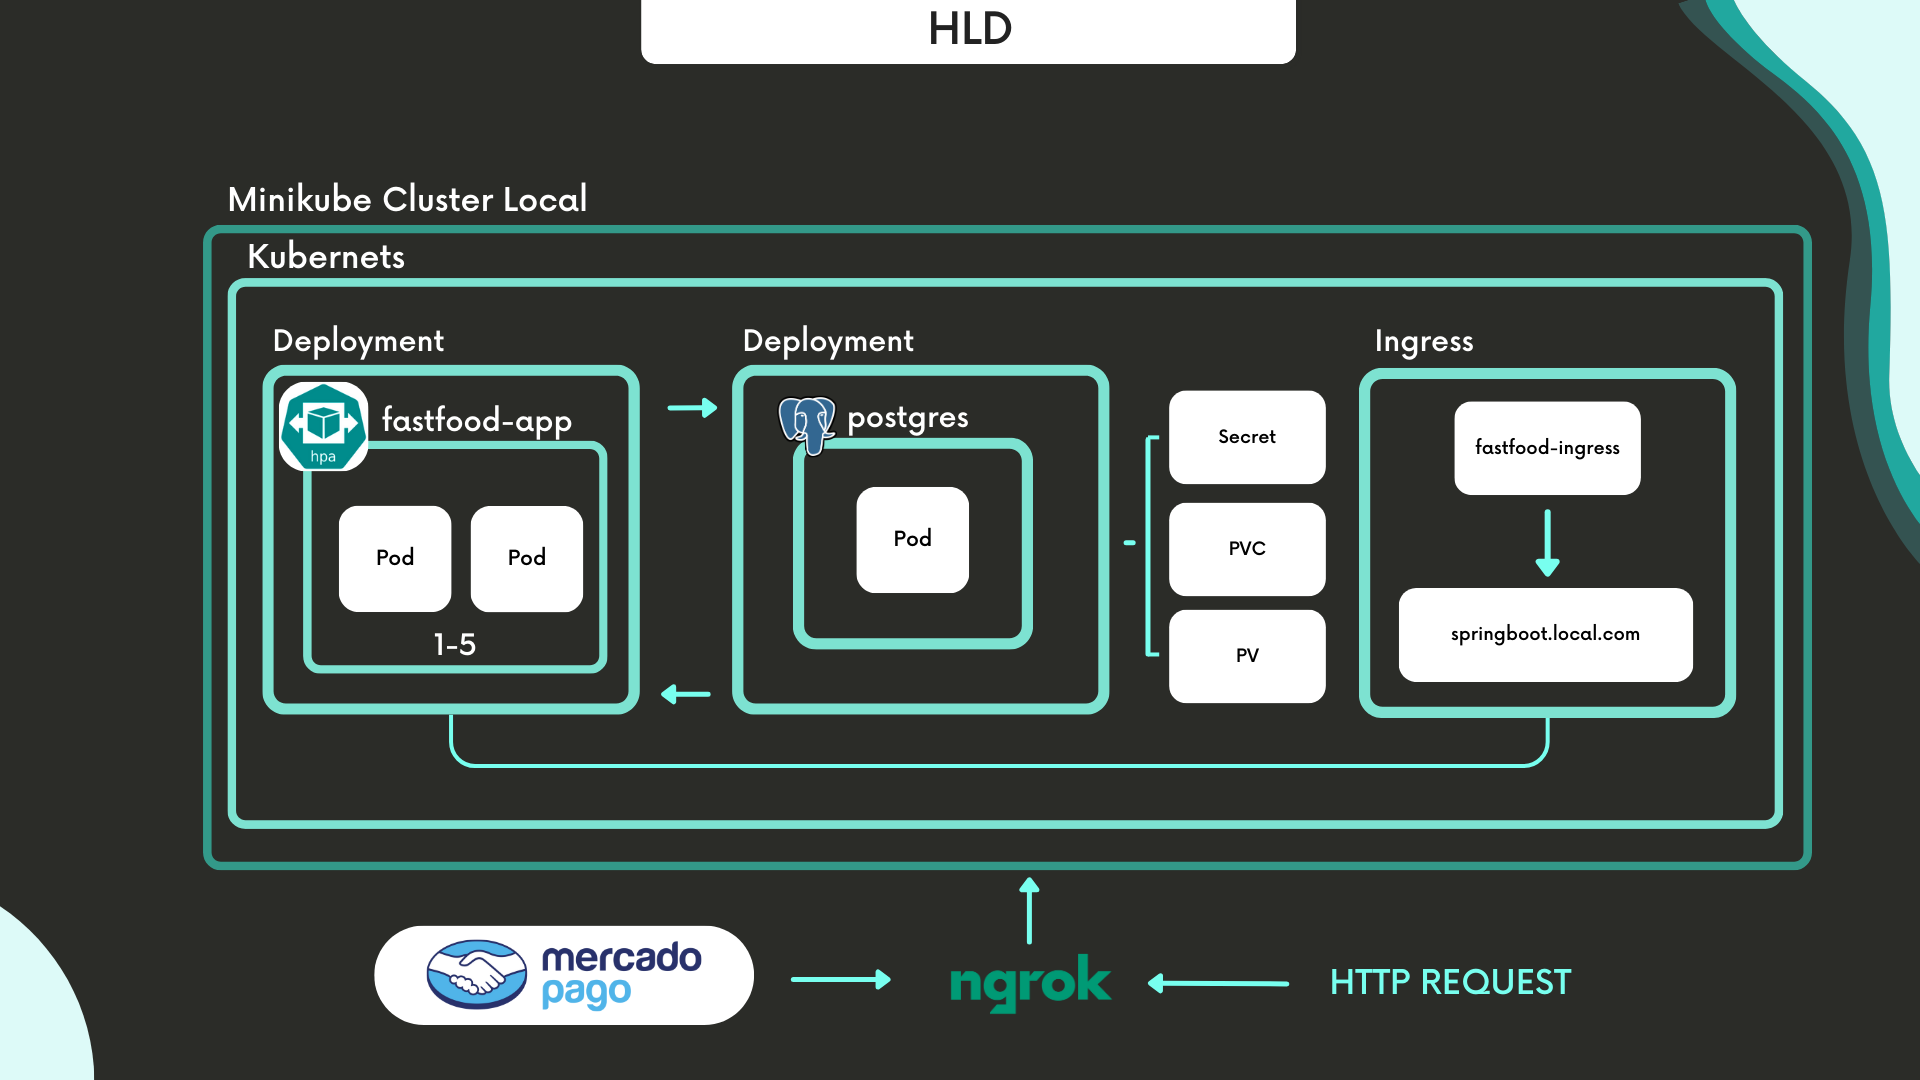 HLD
Minikube Cluster Local
Kubernets
Deployment
hpa
fastfood-app
Pod
Pod
1-5
Deployment
postgres
Pod
Secret
PVC
PV
Ingress
fastfood-ingress
springboot.local.com
mercado
pago
ngrok
HTTP REQUEST